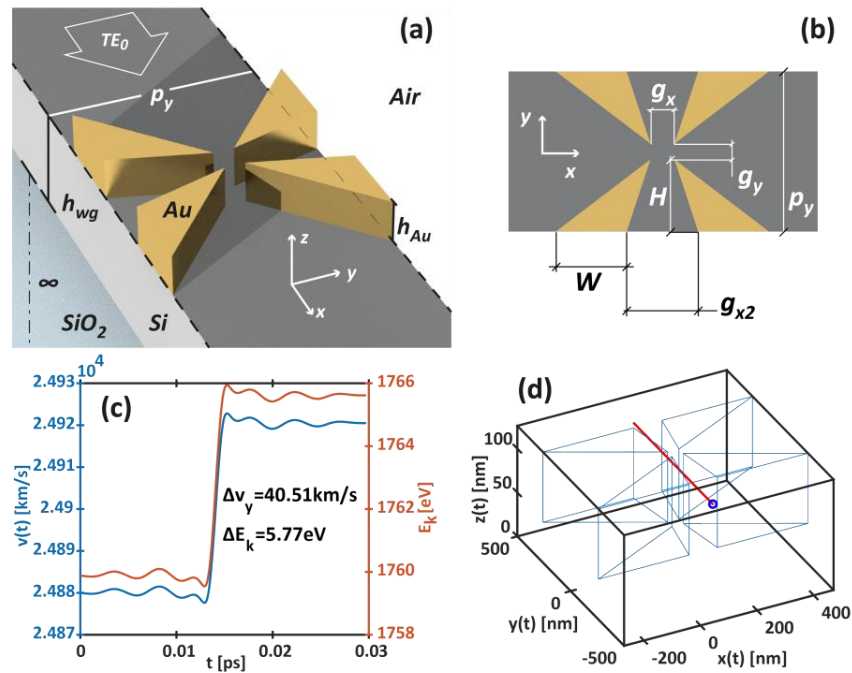 (a)
TE0
py
Air
hwg
Au
hAu
z
y
x
∞
SiO2
Si
(b)
gx
y
x
gy
H
py
W
gx2
(c)
10^4
2.493
2.492
2.491
2.49
2.489
2.488
2.487
v(t) [km/s]
1766
1764
1762
1760
1758
Ek [eV]
Δvy=40.51km/s
ΔEk=5.77eV
0
0.01
0.02
0.03
t [ps]
(d)
100
50
0
z(t) [nm]
500
0
-500
y(t) [nm]
-200
0
200
400
x(t) [nm]